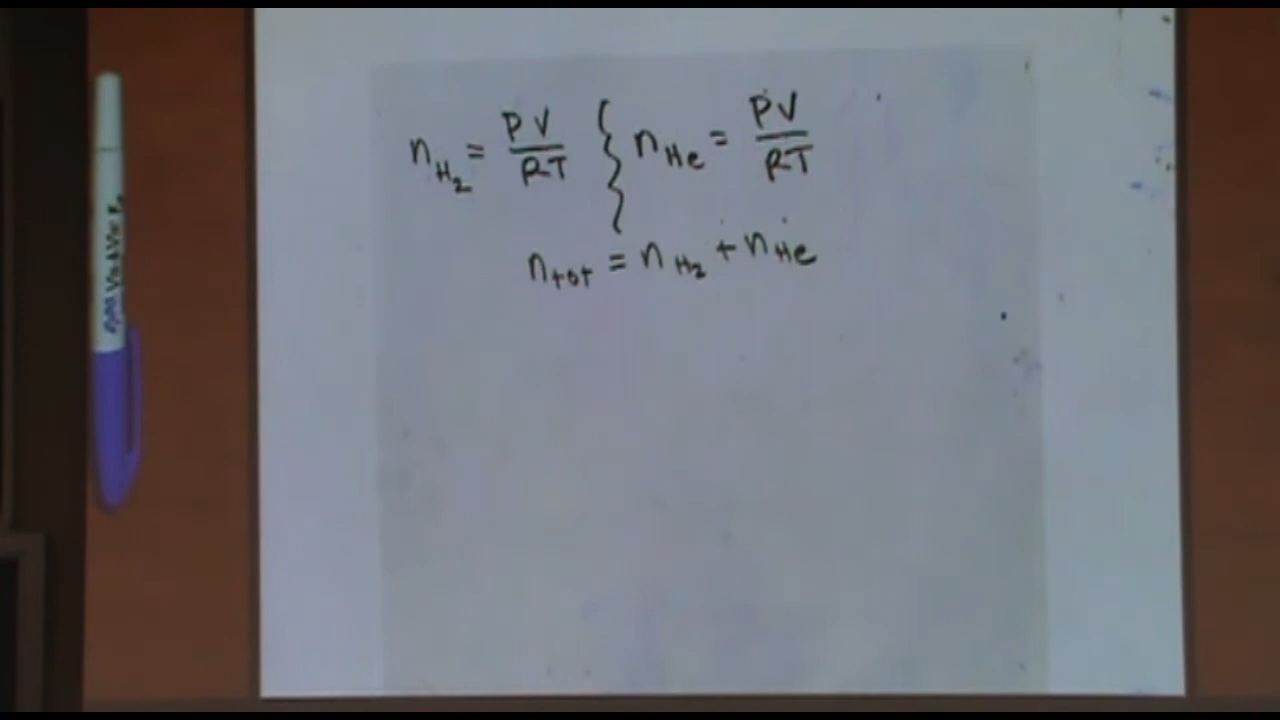 n_H₂ = PV/RT { n_He = PV/RT
n_tot = n_H₂ + n_He